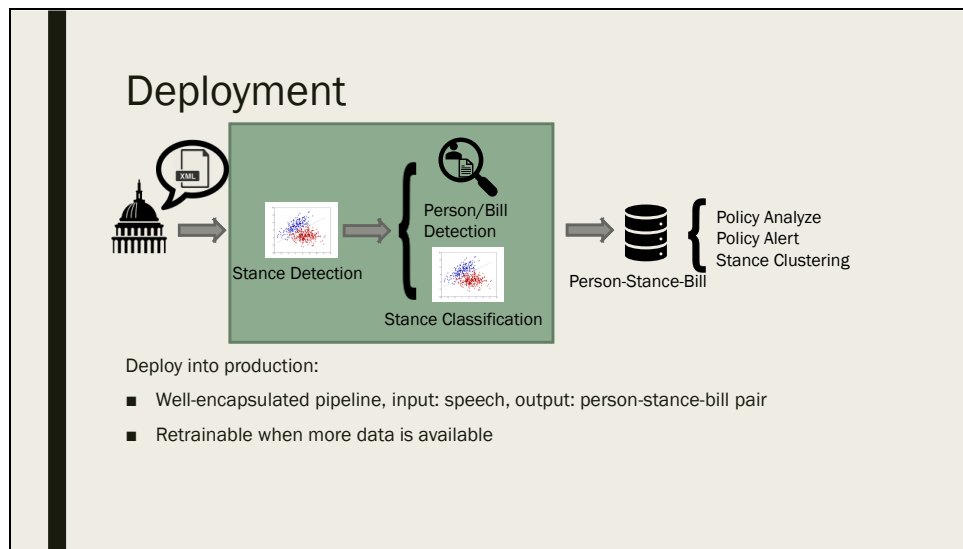 Deployment
XML
Stance Detection
Person/Bill
Detection
Stance Classification
Person-Stance-Bill
Policy Analyze
Policy Alert
Stance Clustering
Deploy into production:
■ Well-encapsulated pipeline, input: speech, output: person-stance-bill pair
■ Retrainable when more data is available